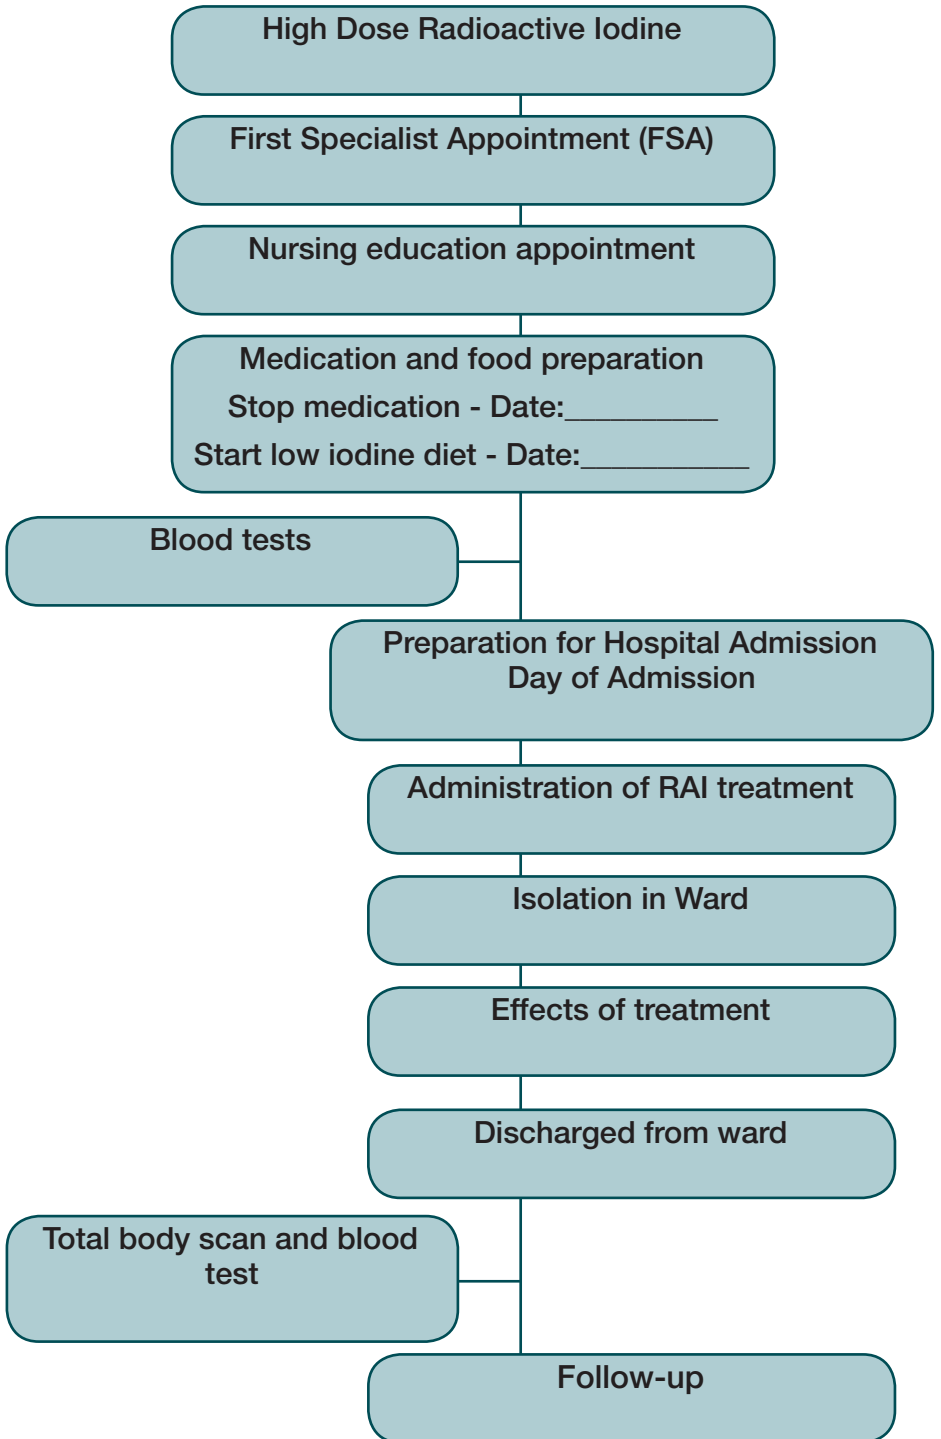 High Dose Radioactive Iodine
First Specialist Appointment (FSA)
Nursing education appointment
Medication and food preparation
Stop medication - Date:__________
Start low iodine diet - Date:___________
Blood tests
Preparation for Hospital Admission
Day of Admission
Administration of RAI treatment
Isolation in Ward
Effects of treatment
Discharged from ward
Total body scan and blood
test
Follow-up